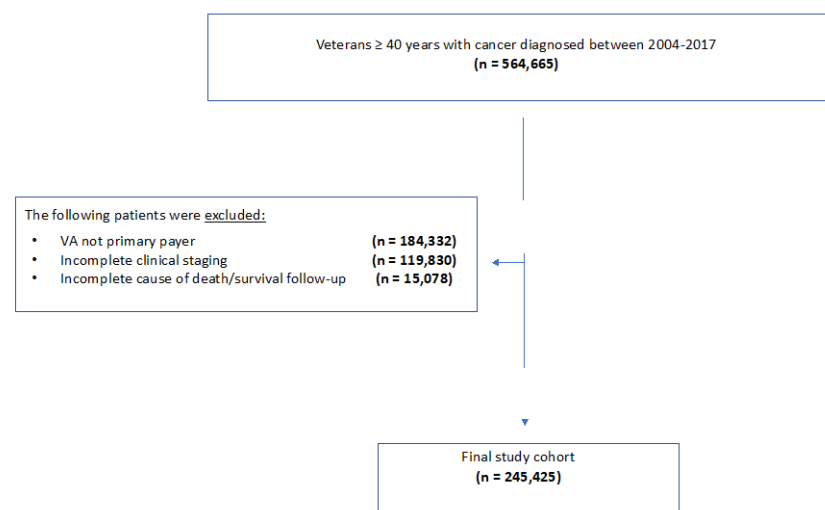 Veterans ≥ 40 years with cancer diagnosed between 2004-2017
(n = 564,665)
The following patients were excluded:
• VA not primary payer (n = 184,332)
• Incomplete clinical staging (n = 119,830)
• Incomplete cause of death/survival follow-up (n = 15,078)
Final study cohort
(n = 245,425)